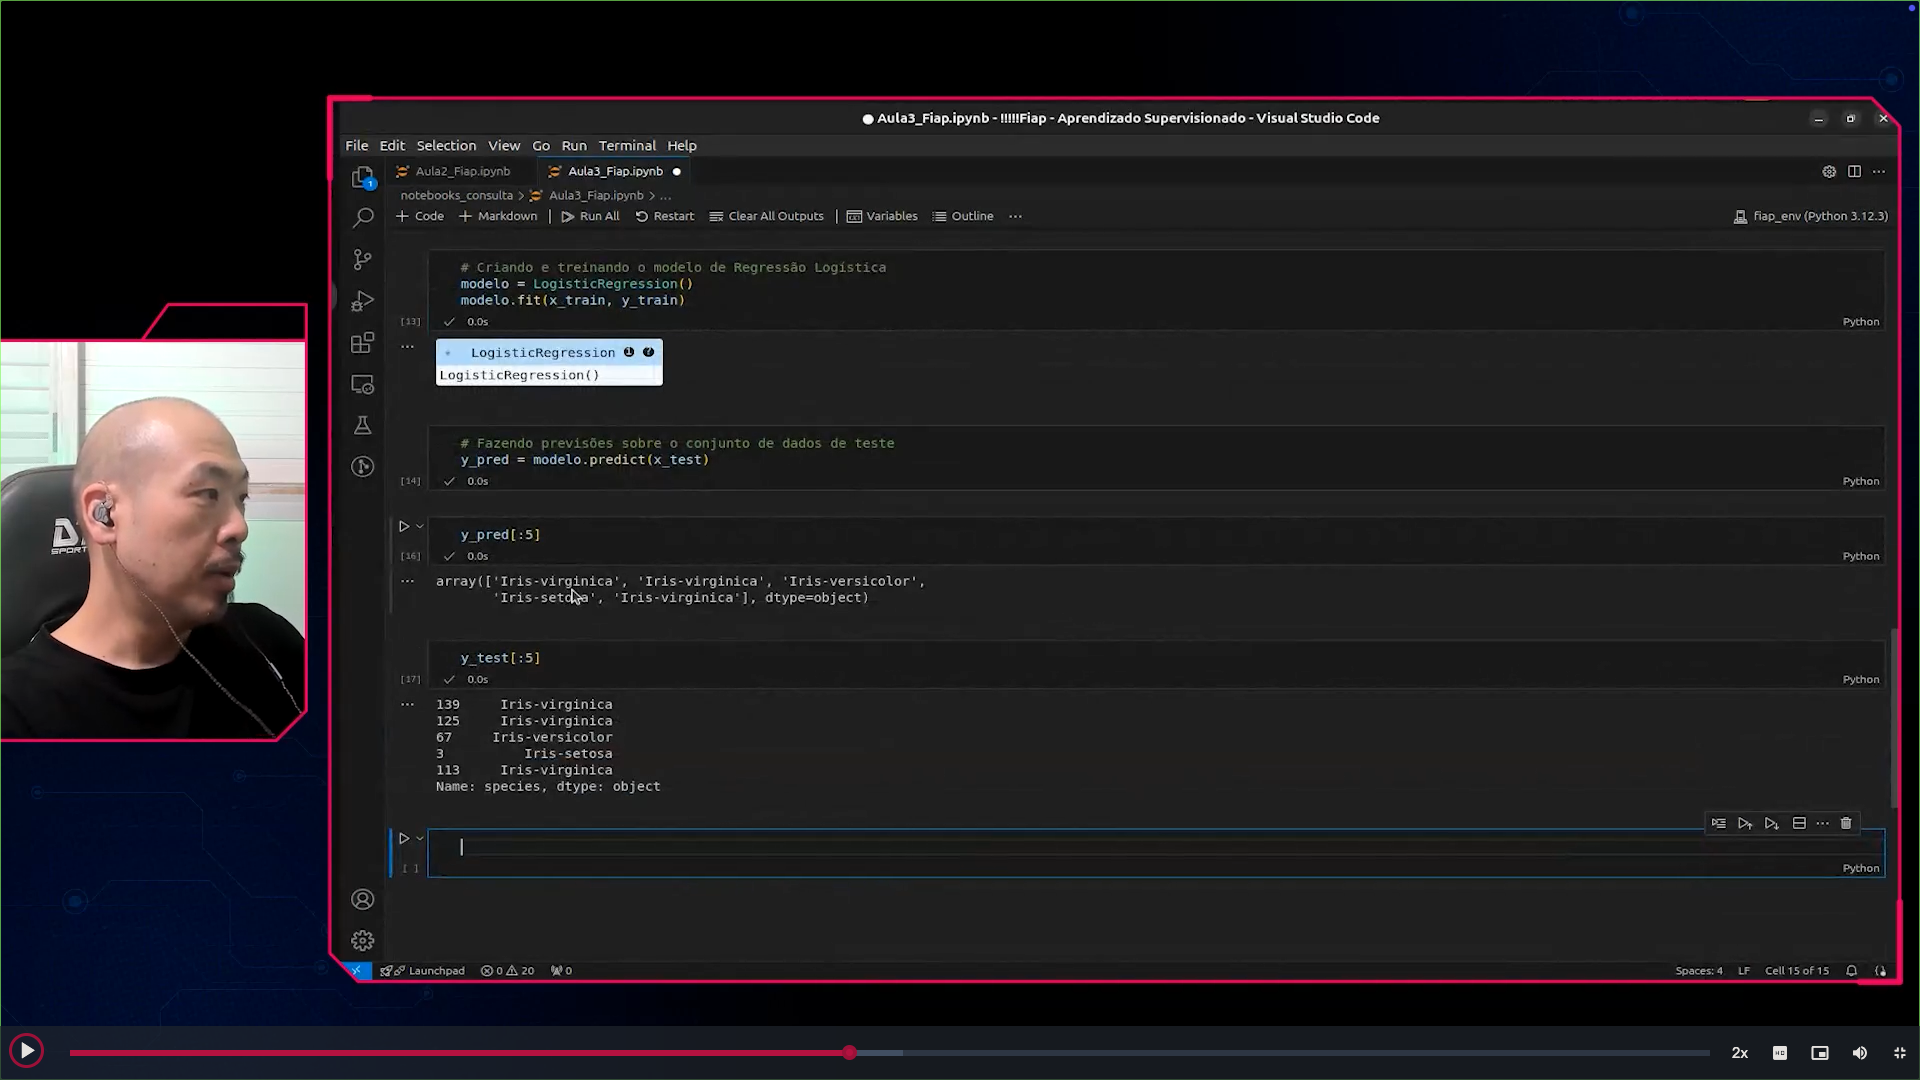 Aula3_Fiap.ipynb - !!!!!Fiap - Aprendizado Supervisionado - Visual Studio Code
File Edit Selection View Go Run Terminal Help
Aula2_Fiap.ipynb Aula3_Fiap.ipynb
1
notebooks_consulta > Aula3_Fiap.ipynb > ...
Code Markdown Run All Restart Clear All Outputs Variables Outline ... fiap_env (Python 3.12.3)
# Criando e treinando o modelo de Regressão Logística
modelo = LogisticRegression()
modelo.fit(x_train, y_train)
[13] 0.0s Python
LogisticRegression i ?
LogisticRegression()
# Fazendo previsões sobre o conjunto de dados de teste
y_pred = modelo.predict(x_test)
[14] 0.0s Python
y_pred[:5]
[16] 0.0s Python
array(['Iris-virginica', 'Iris-virginica', 'Iris-versicolor',
'Iris-setosa', 'Iris-virginica'], dtype=object)
y_test[:5]
[17] 0.0s Python
139 Iris-virginica
125 Iris-virginica
67 Iris-versicolor
3 Iris-setosa
113 Iris-virginica
Name: species, dtype: object
[ ] Python
Launchpad 0 20 0 Spaces: 4 LF Cell 15 of 15
2x HD